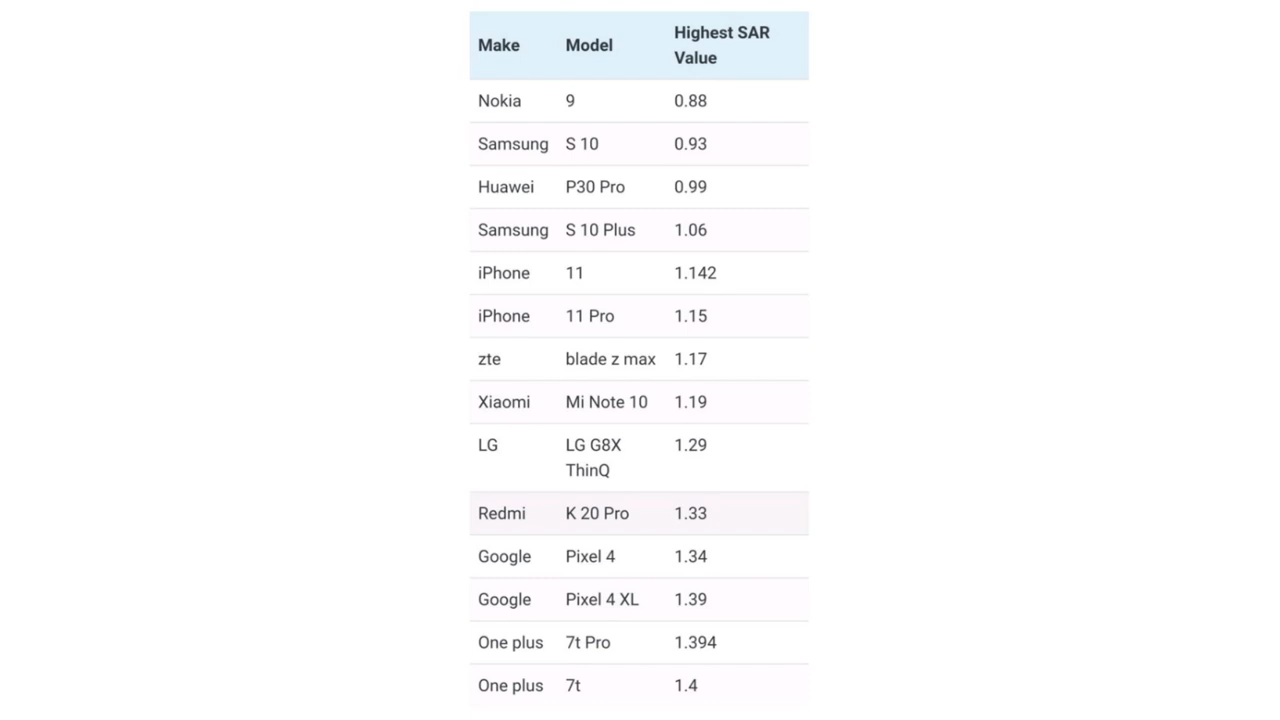 Make Model Highest SAR
Value
Nokia 9 0.88
Samsung S 10 0.93
Huawei P30 Pro 0.99
Samsung S 10 Plus 1.06
iPhone 11 1.142
iPhone 11 Pro 1.15
zte blade z max 1.17
Xiaomi Mi Note 10 1.19
LG LG G8X 1.29
ThinQ
Redmi K 20 Pro 1.33
Google Pixel 4 1.34
Google Pixel 4 XL 1.39
One plus 7t Pro 1.394
One plus 7t 1.4